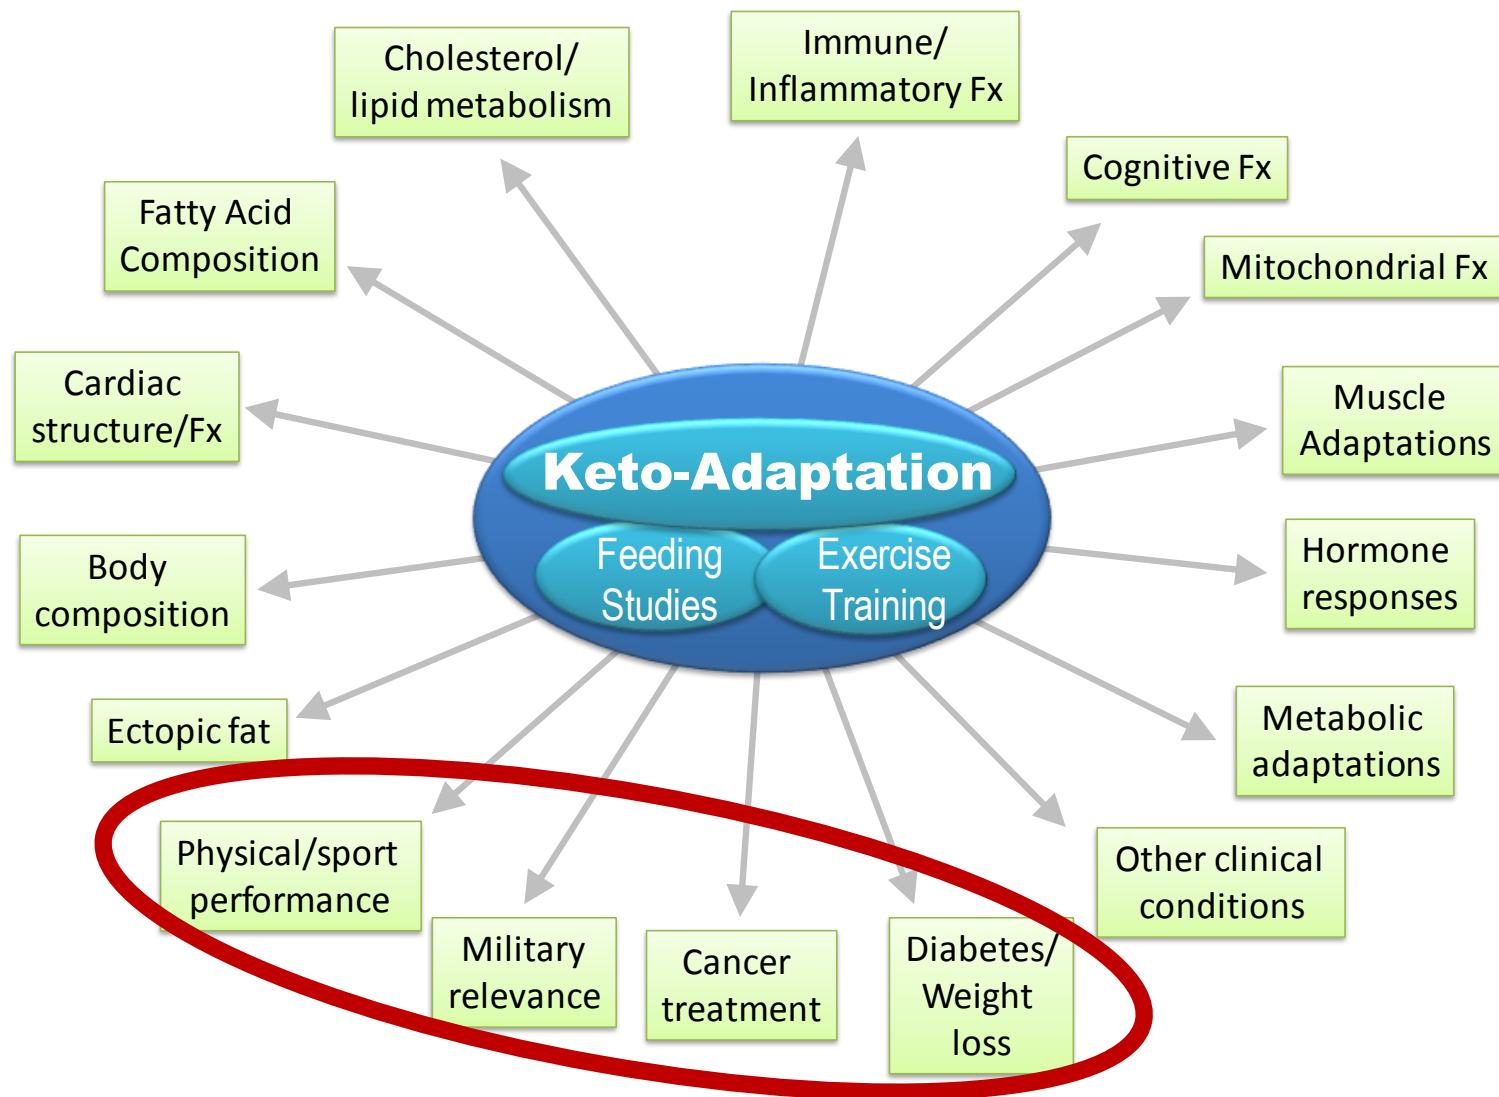 Cholesterol/
lipid metabolism
Immune/
Inflammatory Fx
Cognitive Fx
Fatty Acid
Composition
Mitochondrial Fx
Cardiac
structure/Fx
Muscle
Adaptations
Keto-Adaptation
Feeding
Studies
Exercise
Training
Body
composition
Hormone
responses
Ectopic fat
Metabolic
adaptations
Physical/sport
performance
Military
relevance
Cancer
treatment
Diabetes/
Weight
loss
Other clinical
conditions